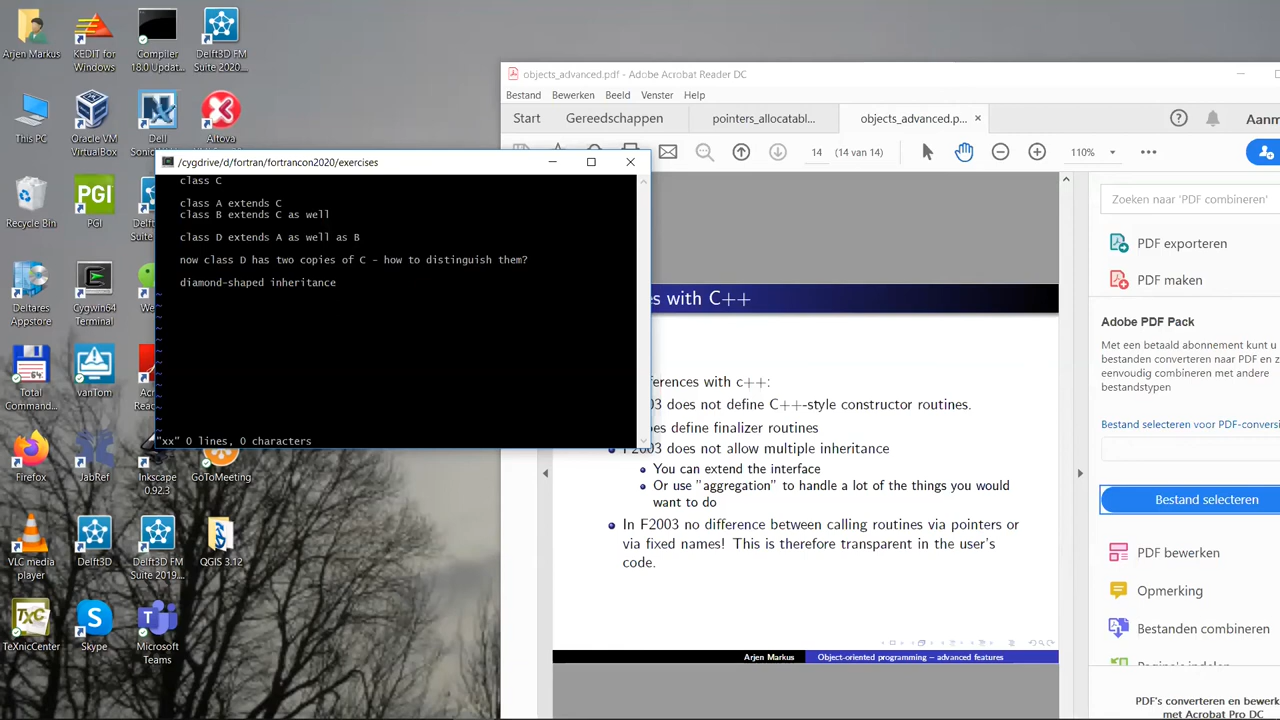 Arjen Markus
KEDIT for
Windows
Compiler
18.0 Updat...
Delft3D FM
Suite 2020...
This PC
Oracle VM
VirtualBox
Dell
Altova
Recycle Bin
PGI
Deltares
Appstore
Cygwin64
Terminal
Total
Command...
vanTom
Firefox
JabRef
Inkscape
0.92.3
GoToMeeting
VLC media
player
Delft3D
Delft3D FM
Suite 2019....
QGIS 3.12
TeXnicCenter
Skype
Microsoft
Teams
/cygdrive/d/fortran/fortrancon2020/exercises
class C
class A extends C
class B extends C as well
class D extends A as well as B
now class D has two copies of C - how to distinguish them?
diamond-shaped inheritance
~
~
~
~
~
~
~
~
~
~
~
~
~
"xx" 0 lines, 0 characters
objects_advanced.pdf - Adobe Acrobat Reader DC
Bestand Bewerken Beeld Venster Help
Start Gereedschappen pointers_allocatabl... objects_advanced.p... × Aanm
14 (14 van 14) 110%
es with C++
ferences with c++:
03 does not define C++-style constructor routines.
oes define finalizer routines
F2003 does not allow multiple inheritance
You can extend the interface
Or use "aggregation" to handle a lot of the things you would
want to do
In F2003 no difference between calling routines via pointers or
via fixed names! This is therefore transparent in the user's
code.
Arjen Markus Object-oriented programming – advanced features
Zoeken naar 'PDF combineren'
PDF exporteren
PDF maken
Adobe PDF Pack
Met een betaald abonnement kunt u
bestanden converteren naar PDF en z
eenvoudig combineren met andere
bestandstypen
Bestand selecteren voor PDF-conversi
Bestand selecteren
PDF bewerken
Opmerking
Bestanden combineren
PDF's converteren en bewerk
met Acrobat Pro DC